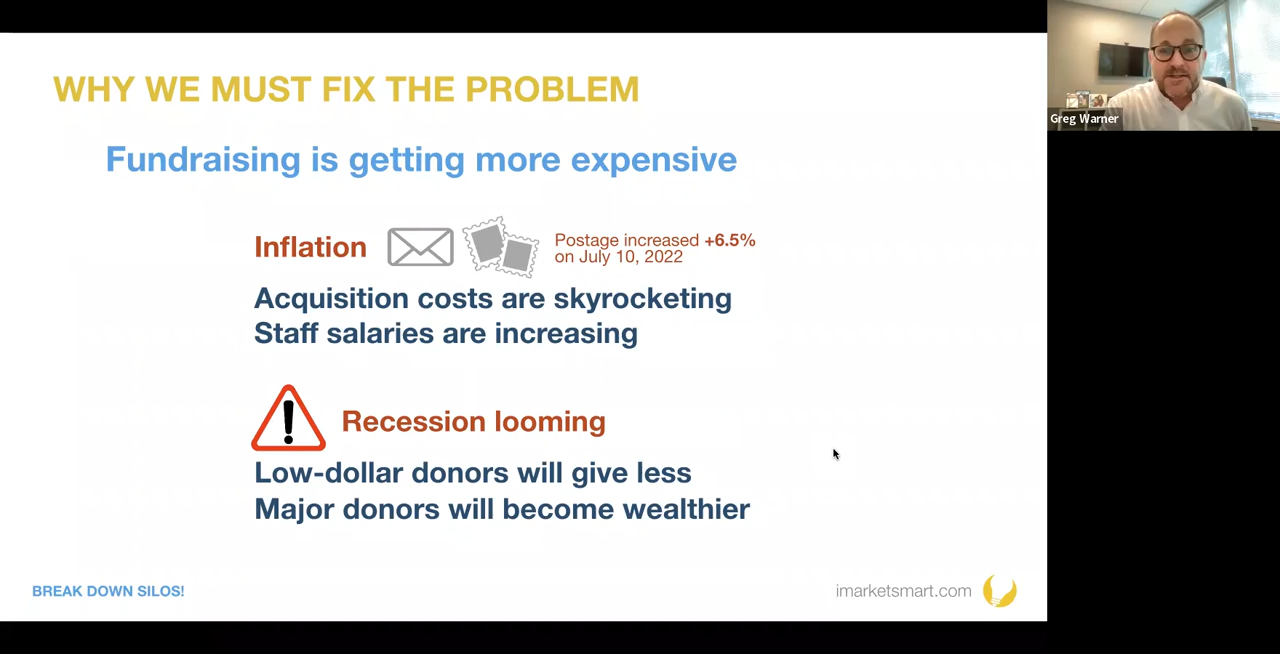 WHY WE MUST FIX THE PROBLEM
Fundraising is getting more expensive
Inflation
Postage increased +6.5%
on July 10, 2022
Acquisition costs are skyrocketing
Staff salaries are increasing
Recession looming
Low-dollar donors will give less
Major donors will become wealthier
BREAK DOWN SILOS!
imarketsmart.com
Greg Warner